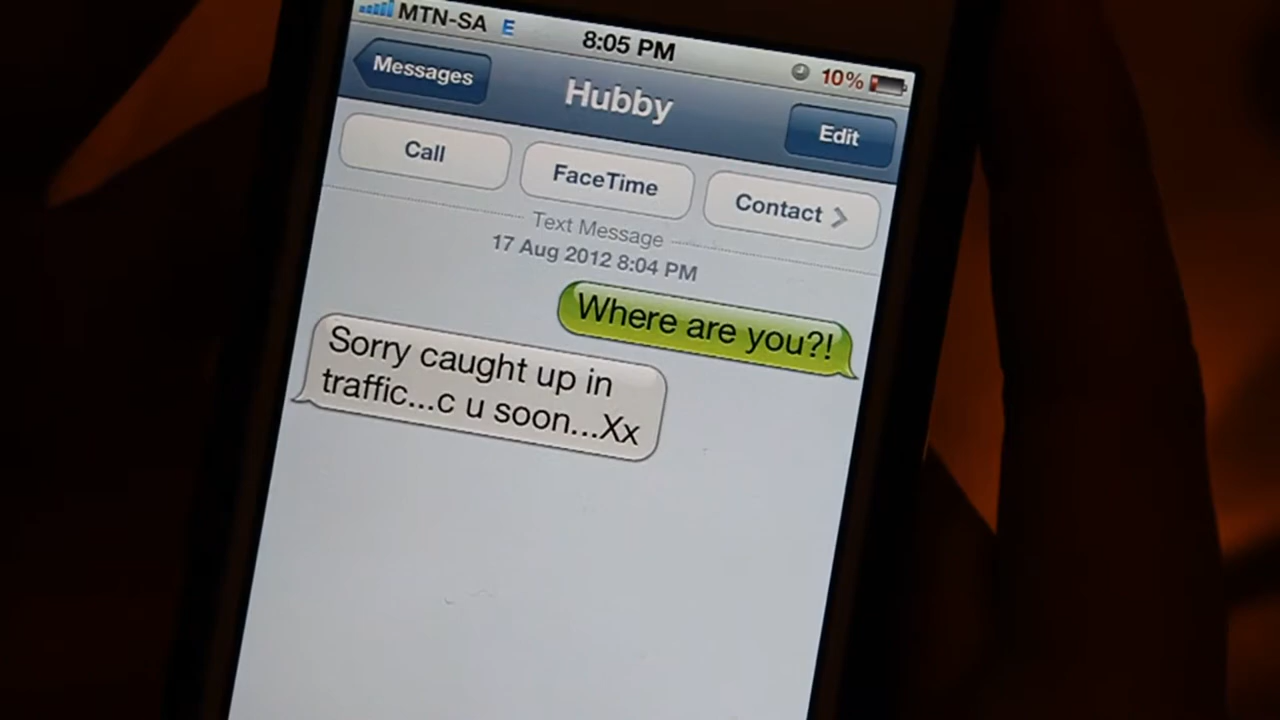 MTN-SA E 8:05 PM 10%
Messages Hubby Edit
Call FaceTime Contact
Text Message
17 Aug 2012 8:04 PM
Where are you?!
Sorry caught up in
traffic...c u soon...Xx